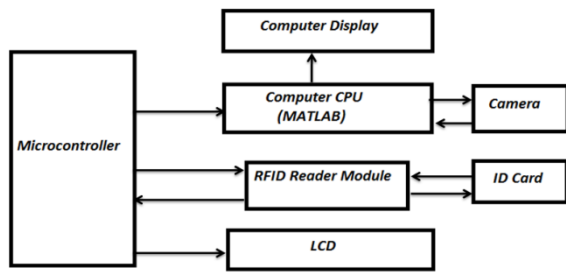 Computer Display
Computer CPU
(MATLAB)
Camera
Microcontroller
RFID Reader Module
ID Card
LCD